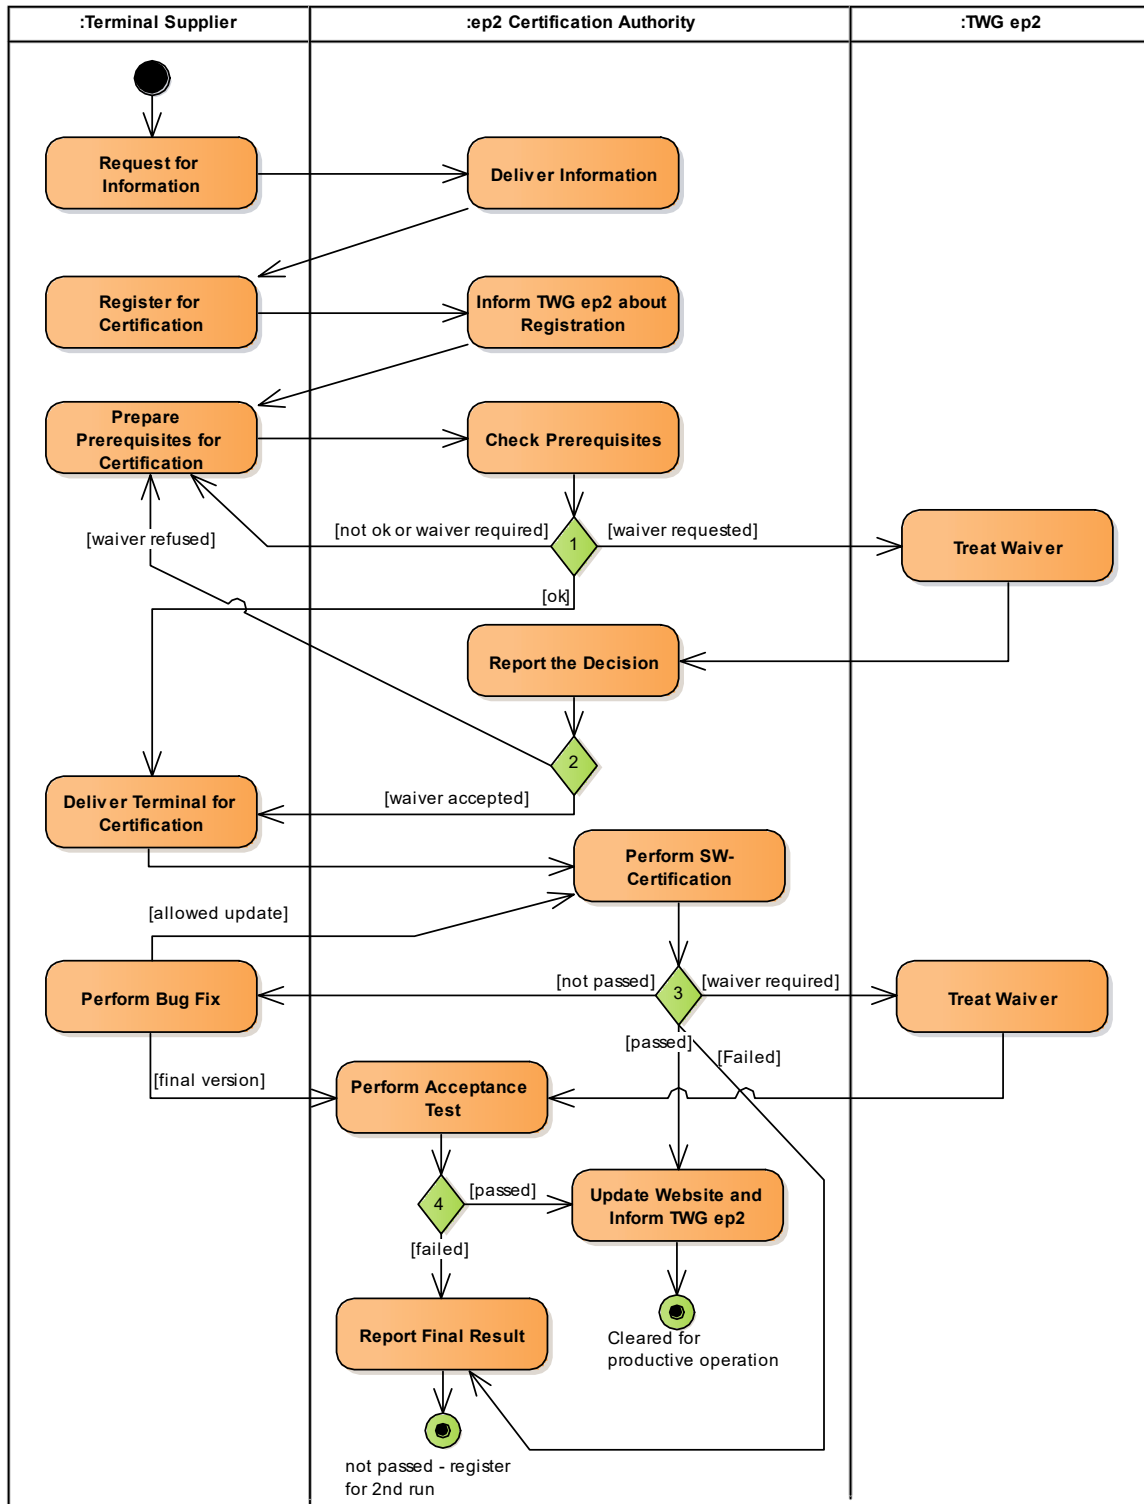 :Terminal Supplier
:ep2 Certification Authority
:TWG ep2
Request for
Information
Deliver Information
Register for
Certification
Inform TWG ep2 about
Registration
Prepare
Prerequisites for
Certification
Check Prerequisites
[waiver refused]
[not ok or waiver required]
1
[waiver requested]
Treat Waiver
[ok]
Report the Decision
2
[waiver accepted]
Deliver Terminal for
Certification
Perform SW-
Certification
[allowed update]
Perform Bug Fix
[not passed]
3
[waiver required]
Treat Waiver
[passed]
[Failed]
[final version]
Perform Acceptance
Test
4
[passed]
Update Website and
Inform TWG ep2
[failed]
Report Final Result
Cleared for
productive operation
not passed - register
for 2nd run